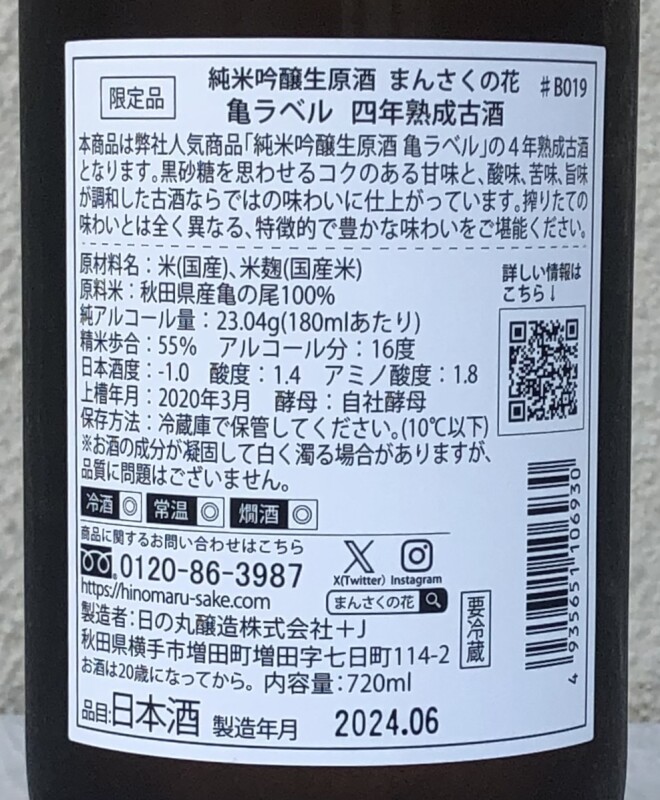 限定品
純米吟醸生原酒 まんさくの花
#B019
亀ラベル 四年熟成古酒
本商品は弊社人気商品「純米吟醸生原酒 亀ラベル」の４年熟成古酒
となります。黒砂糖を思わせるコクのある甘味と、酸味、苦味、旨味
が調和した古酒ならではの味わいに仕上がっています。搾りたての
味わいとは全く異なる、特徴的で豊かな味わいをご堪能ください。
原材料名：米(国産)、米麹(国産米)
原料米：秋田県産亀の尾100%
純アルコール量：23.04g(180mlあたり)
精米歩合：55% アルコール分：16度
日本酒度：-1.0 酸度：1.4 アミノ酸度：1.8
上槽年月：2020年3月 酵母：自社酵母
保存方法：冷蔵庫で保管してください。(10℃以下)
※お酒の成分が凝固して白く濁る場合がありますが、
品質に問題はございません。
詳しい情報は
こちら↓
冷酒 ◎ 常温 ◎ 燗酒 ◎
商品に関するお問い合わせはこちら
0120-86-3987
https://hinomaru-sake.com
X(Twitter) Instagram
まんさくの花
製造者：日の丸醸造株式会社＋J
秋田県横手市増田町増田字七日町114-2
要冷蔵
お酒は20歳になってから。 内容量：720ml
品目：日本酒 製造年月 2024.06
4 935651 106930